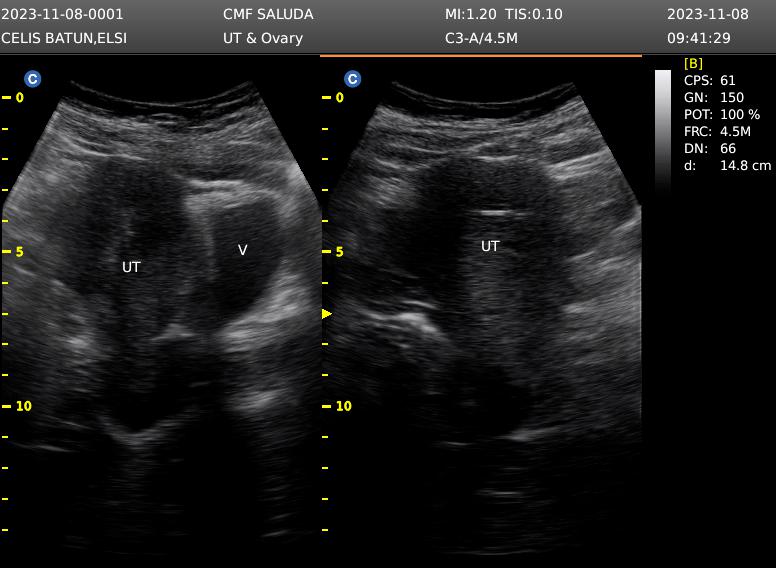 2023-11-08-0001 CMF SALUDA MI:1.20 TIS:0.10 2023-11-08
CELIS BATUN,ELSI UT & Ovary C3-A/4.5M 09:41:29
[B]
CPS: 61
GN: 150
POT: 100 %
FRC: 4.5M
DN: 66
d: 14.8 cm
C C
0 0
5 5
10 10
V
UT
UT